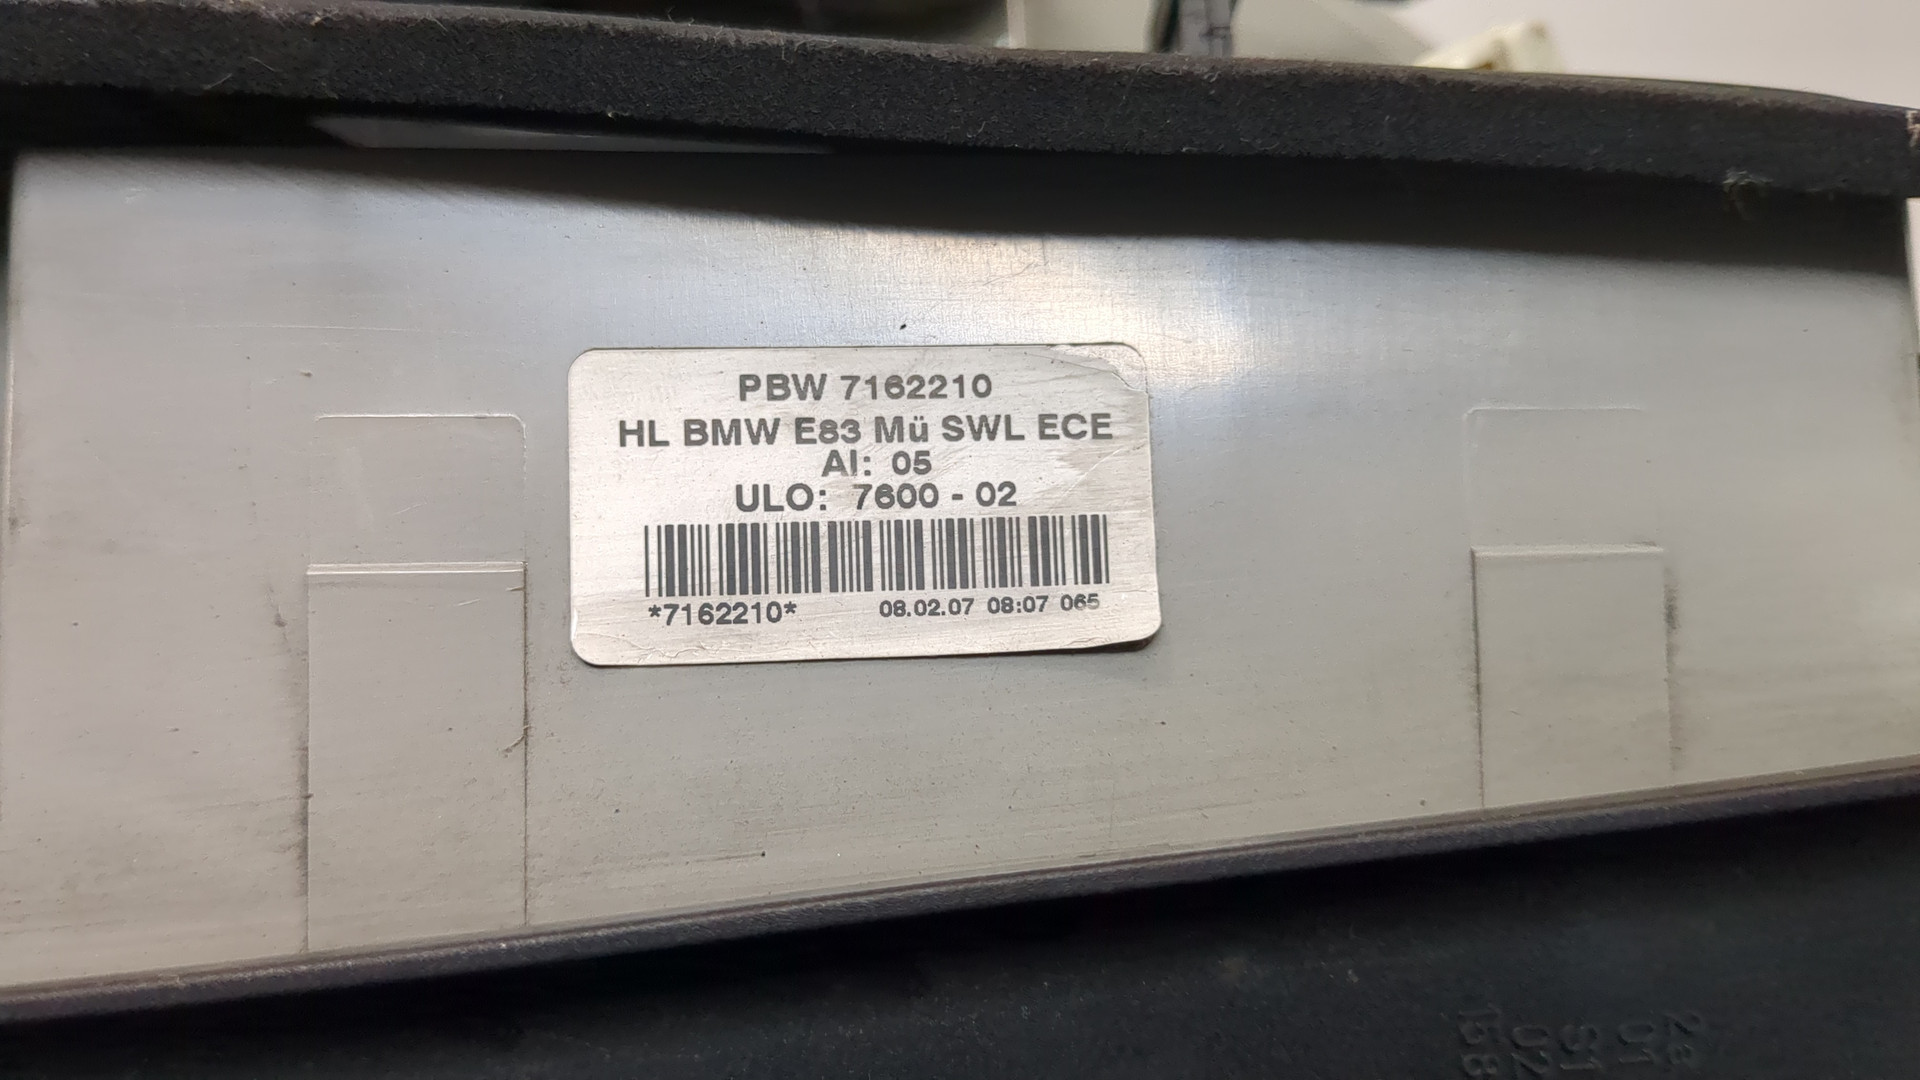 PBW 7162210
HL BMW E83 Mü SWL ECE
AI: 05
ULO: 7600 - 02
*7162210* 08.02.07 08:07 065